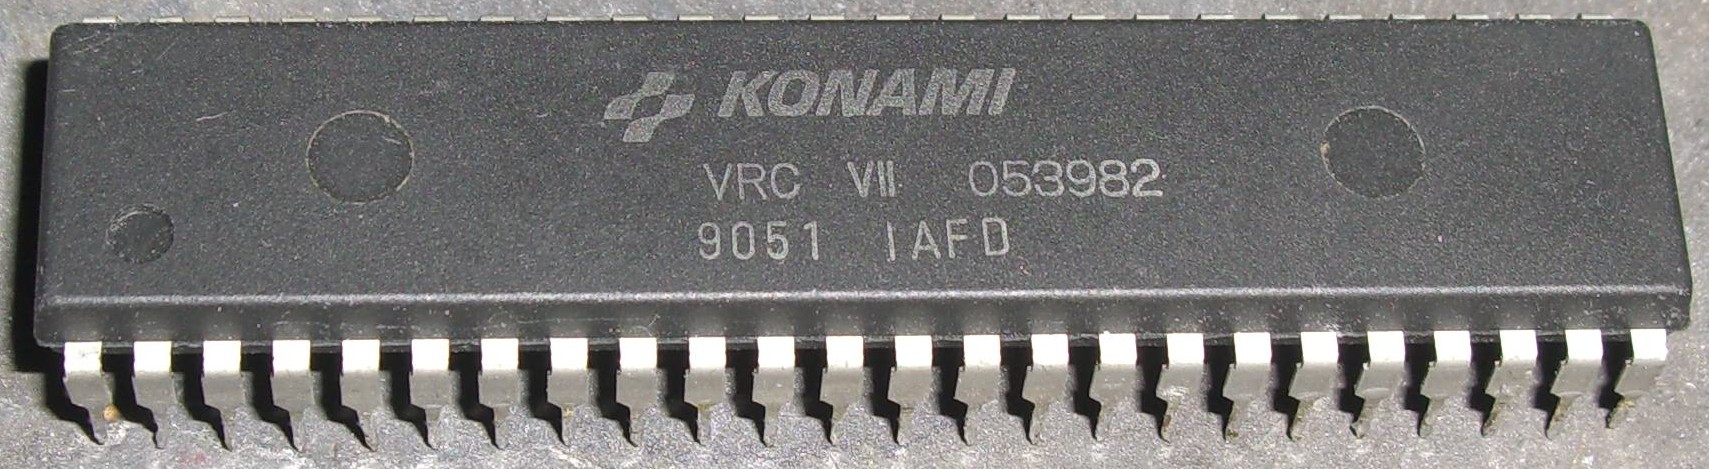 KONAMI
VRC VII 053982
9051 IAFD